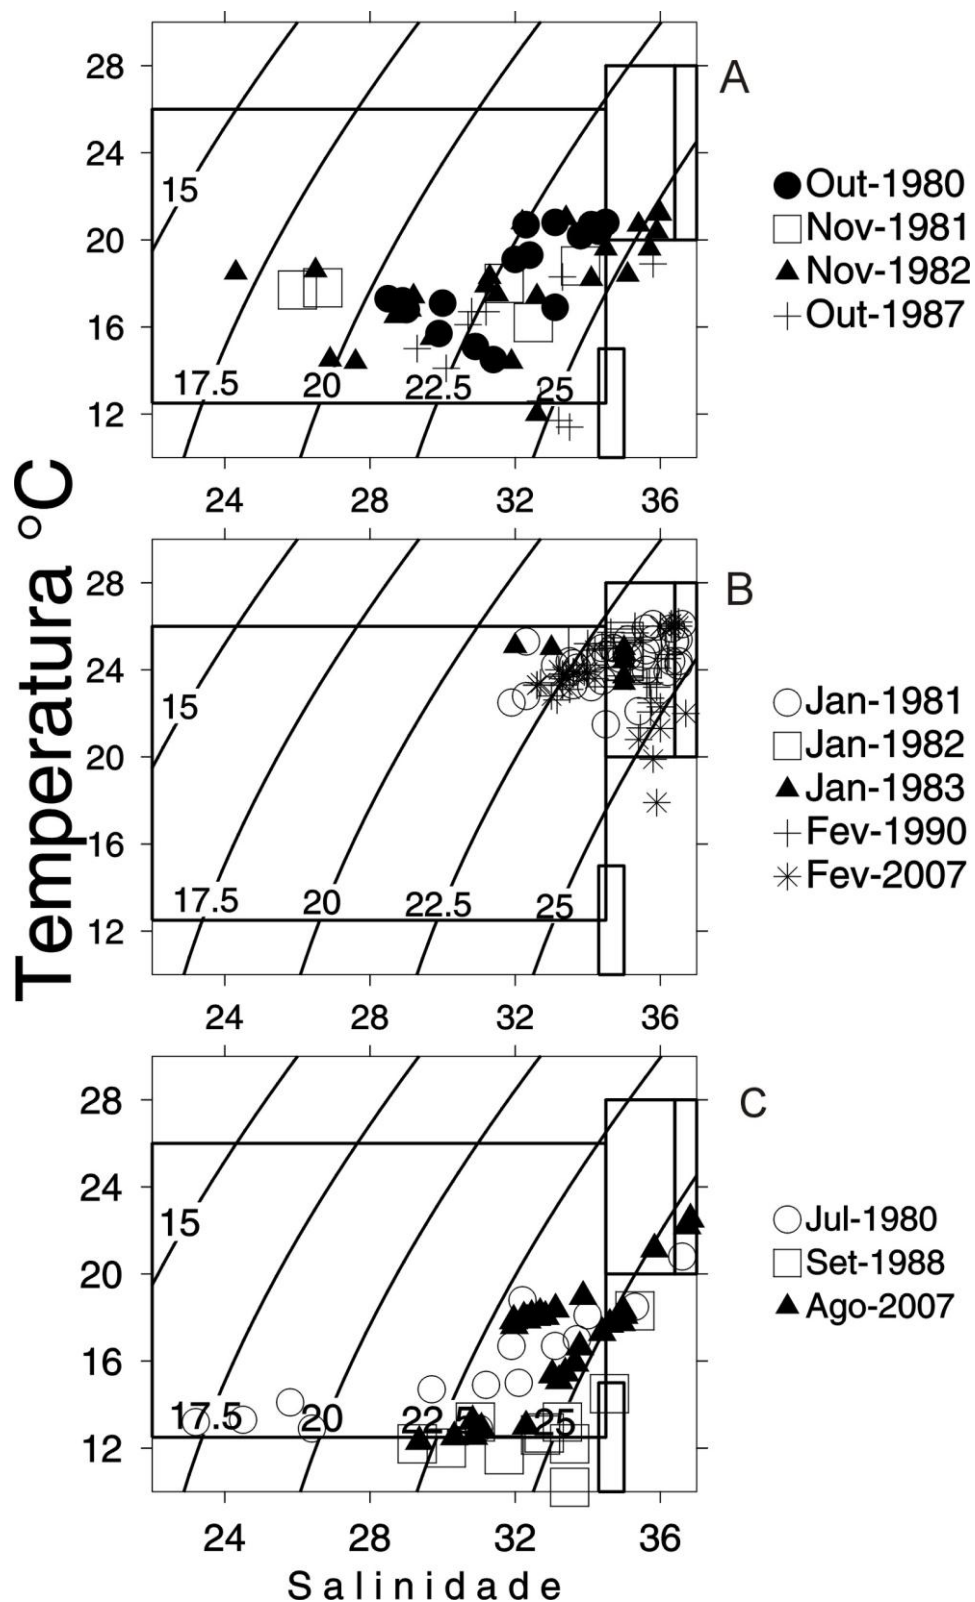 Temperatura °C
A
28
24
20
16
12
15
17.5
20
22.5
25
24
28
32
36
Out-1980
Nov-1981
Nov-1982
Out-1987
B
28
24
20
16
12
15
17.5
20
22.5
25
24
28
32
36
Jan-1981
Jan-1982
Jan-1983
Fev-1990
Fev-2007
C
28
24
20
16
12
15
17.5
20
22.5
25
24
28
32
36
Jul-1980
Set-1988
Ago-2007
Salinidade